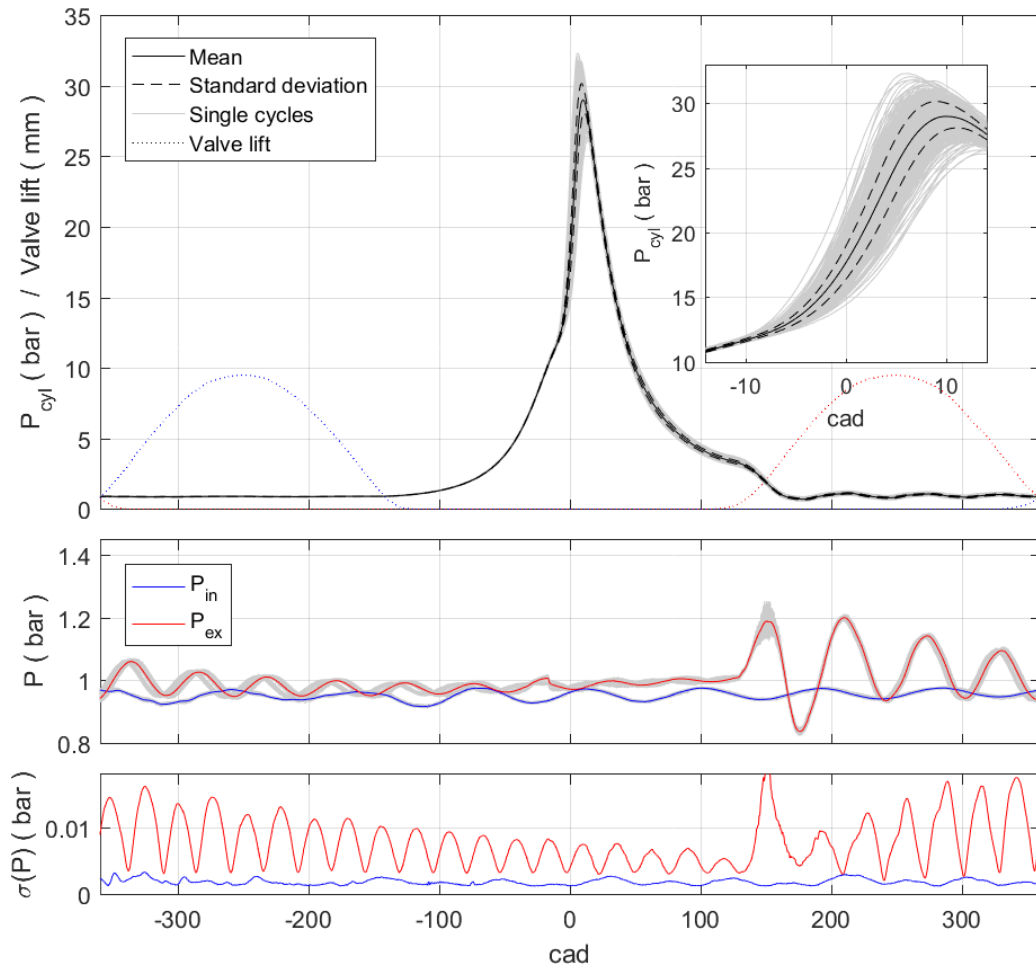 35
30
25
20
15
10
5
0
P_cyl ( bar ) / Valve lift ( mm )
Mean
Standard deviation
Single cycles
Valve lift
30
25
20
15
10
P_cyl ( bar )
-10 0 10
cad
1.4
1.2
1
0.8
P ( bar )
P_in
P_ex
0.01
0
σ(P) ( bar )
-300 -200 -100 0 100 200 300
cad